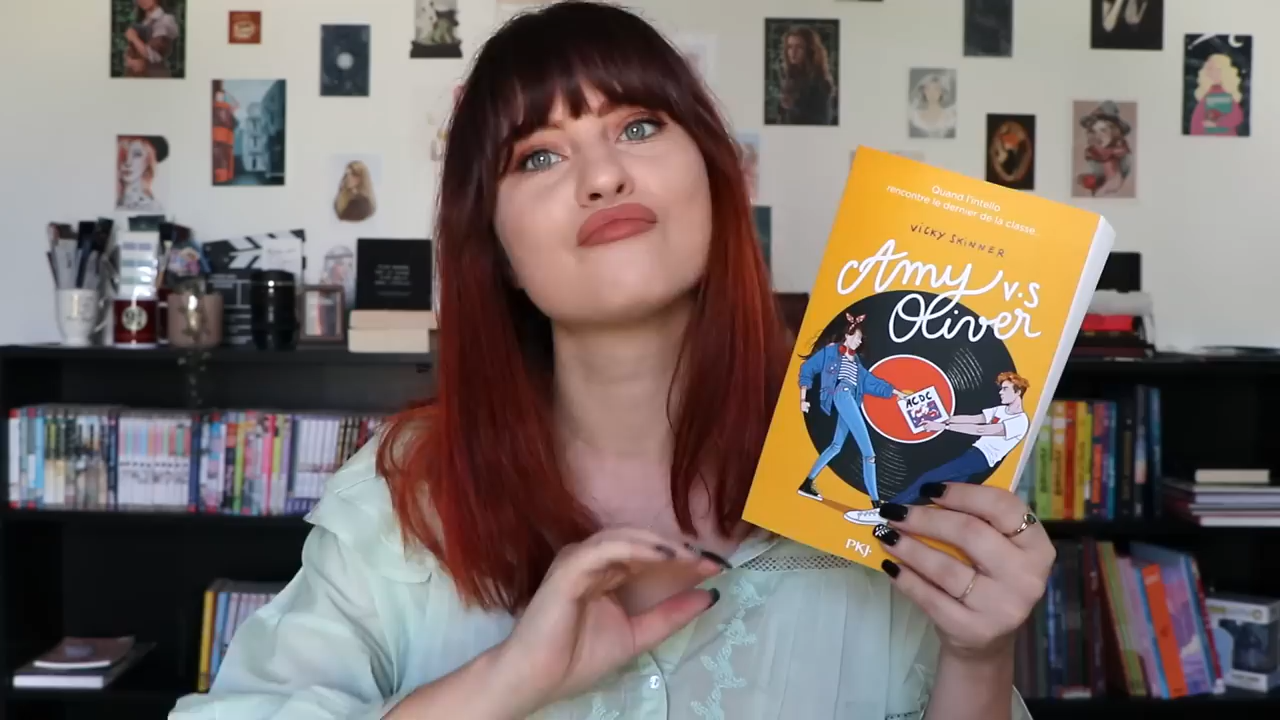 Quand l'intello
rencontre le dernier de la classe...
VICKY SKINNER
Amy v.s
Oliver
ACDC
PKJ.